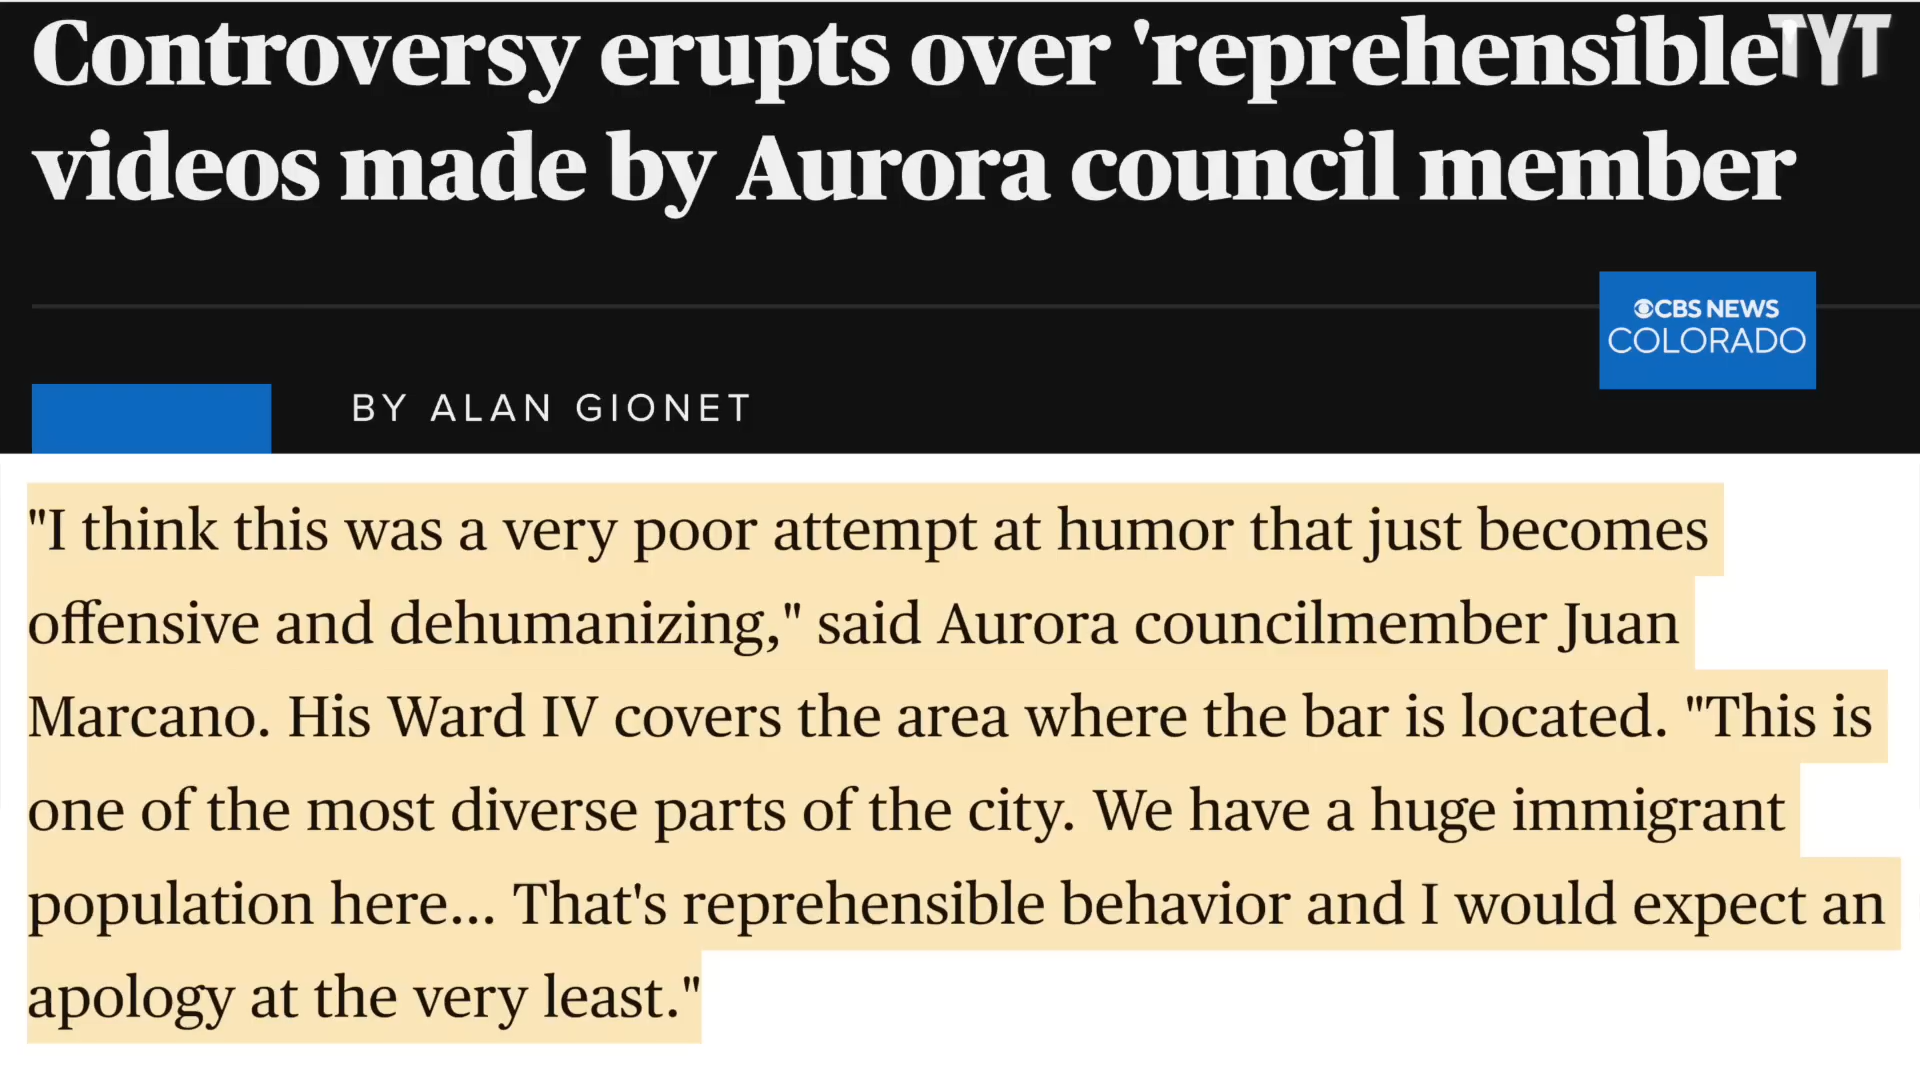 Controversy erupts over 'reprehensible'
TYT
videos made by Aurora council member
CBS NEWS
COLORADO
BY ALAN GIONET
"I think this was a very poor attempt at humor that just becomes
offensive and dehumanizing," said Aurora councilmember Juan
Marcano. His Ward IV covers the area where the bar is located. "This is
one of the most diverse parts of the city. We have a huge immigrant
population here... That's reprehensible behavior and I would expect an
apology at the very least."